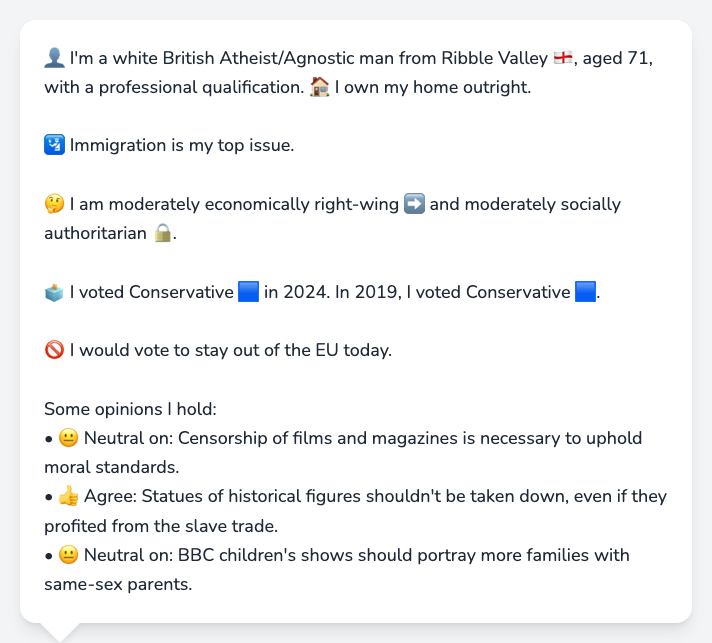 👤 I'm a white British Atheist/Agnostic man from Ribble Valley 🏴󠁧󠁢󠁥󠁮󠁧󠁿, aged 71,
with a professional qualification. 🏠 I own my home outright.
🛂 Immigration is my top issue.
🤔 I am moderately economically right-wing ➡️ and moderately socially
authoritarian 🔒.
🗳️ I voted Conservative 🟦 in 2024. In 2019, I voted Conservative 🟦.
🚫 I would vote to stay out of the EU today.
Some opinions I hold:
• 😐 Neutral on: Censorship of films and magazines is necessary to uphold
moral standards.
• 👍 Agree: Statues of historical figures shouldn't be taken down, even if they
profited from the slave trade.
• 😐 Neutral on: BBC children's shows should portray more families with
same-sex parents.